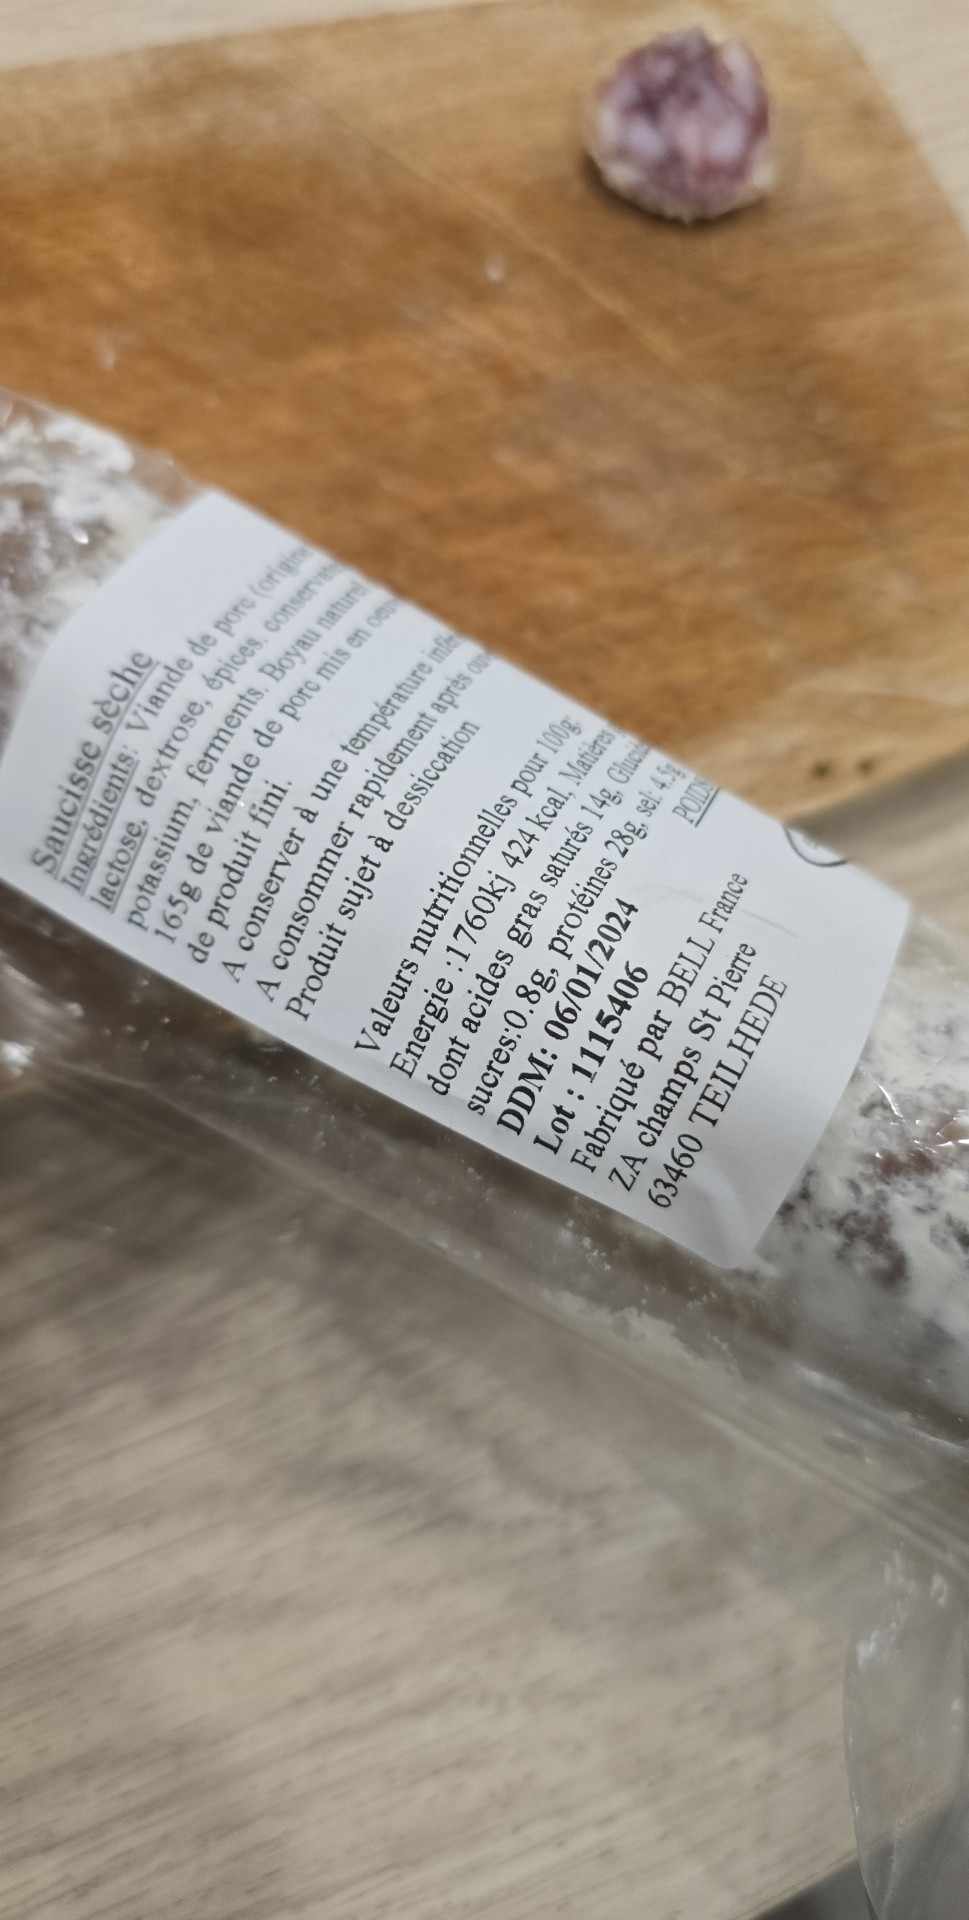 Saucisse sèche
Ingrédients: Viande de porc (origine
lactose, dextrose, épices, conserva
potassium, ferments. Boyau naturel
165g de viande de porc mis en oeu
de produit fini.
A conserver à une température infé
A consommer rapidement après ou
Produit sujet à dessiccation
Valeurs nutritionnelles pour 100g:
Energie :1760kj 424 kcal, Matières
dont acides gras saturés 14g, Glucid
sucres:0.8g, protéines 28g, sel: 4.5g
DDM: 06/01/2024 POIDS
Lot : 1115406
Fabriqué par BELL France
ZA champs St Pierre
63460 TEILHEDE